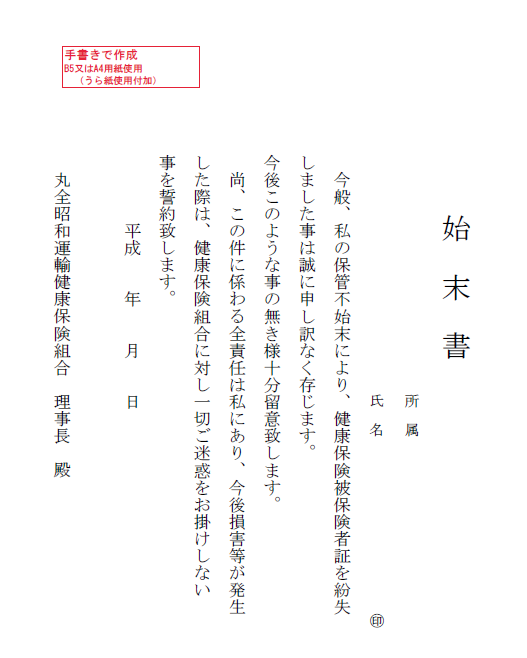 手書きで作成
B5又はA4用紙使用
(うら紙使用付加)
始末書
所属
氏名 ㊞
今般、私の保管不始末により、健康保険被保険者証を紛失
しました事は誠に申し訳なく存じます。
今後このような事の無き様十分留意致します。
尚、この件に係わる全責任は私にあり、今後損害等が発生
した際は、健康保険組合に対し一切ご迷惑をお掛けしない
事を誓約致します。
平成 年 月 日
丸全昭和運輸健康保険組合 理事長 殿